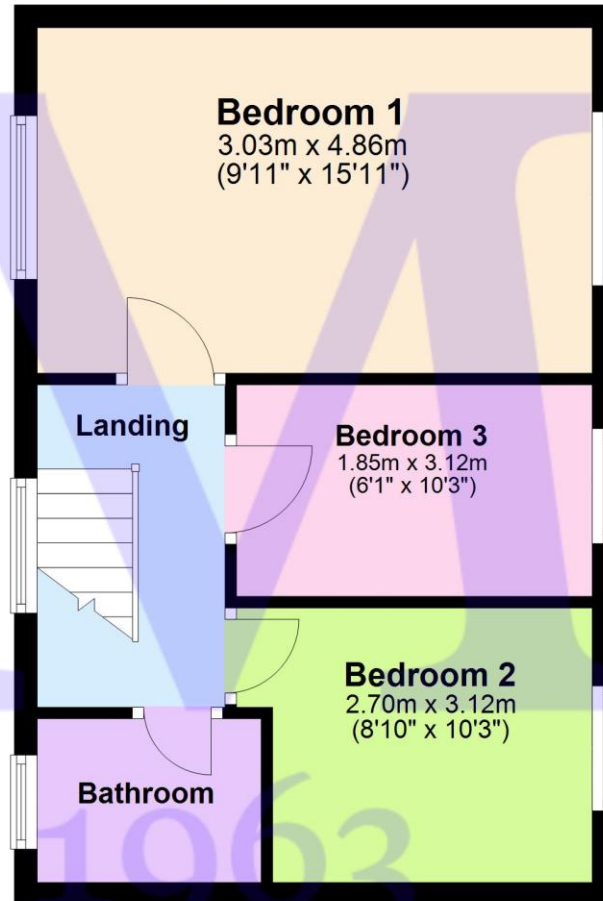 Bedroom 1
3.03m x 4.86m
(9'11" x 15'11")
Landing
Bedroom 3
1.85m x 3.12m
(6'1" x 10'3")
Bedroom 2
2.70m x 3.12m
(8'10" x 10'3")
Bathroom
1963